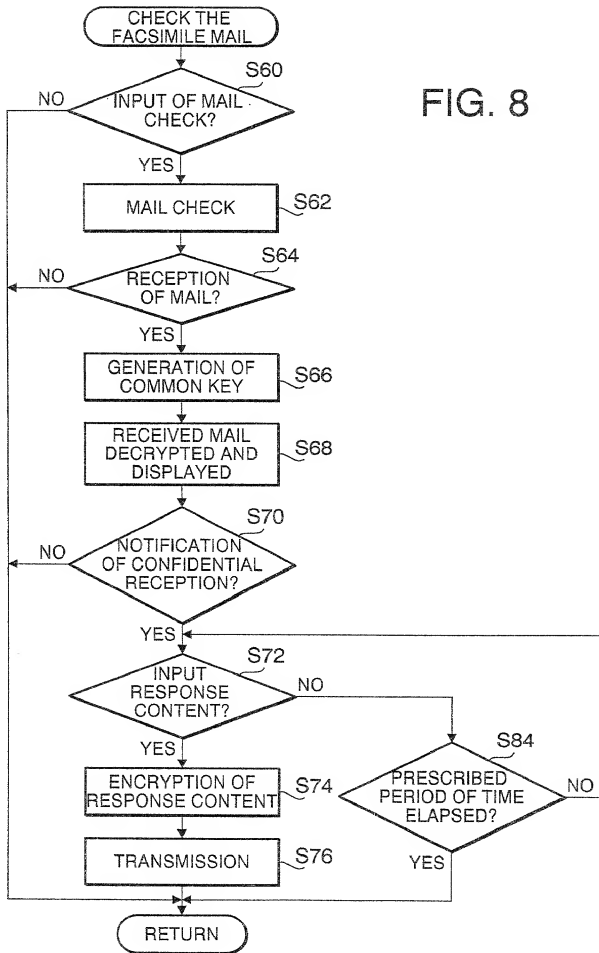 CHECK THE
FACSIMILE MAIL
S60
NO
INPUT OF MAIL
CHECK?
FIG. 8
YES
MAIL CHECK
S62
S64
NO
RECEPTION
OF MAIL?
YES
GENERATION OF
COMMON KEY
S66
RECEIVED MAIL
DECRYPTED AND
DISPLAYED
S68
S70
NO
NOTIFICATION
OF CONFIDENTIAL
RECEPTION?
YES
S72
INPUT
RESPONSE
CONTENT?
NO
YES
S84
PRESCRIBED
PERIOD OF TIME
ELAPSED?
NO
YES
ENCRYPTION OF
RESPONSE CONTENT
S74
TRANSMISSION
S76
RETURN